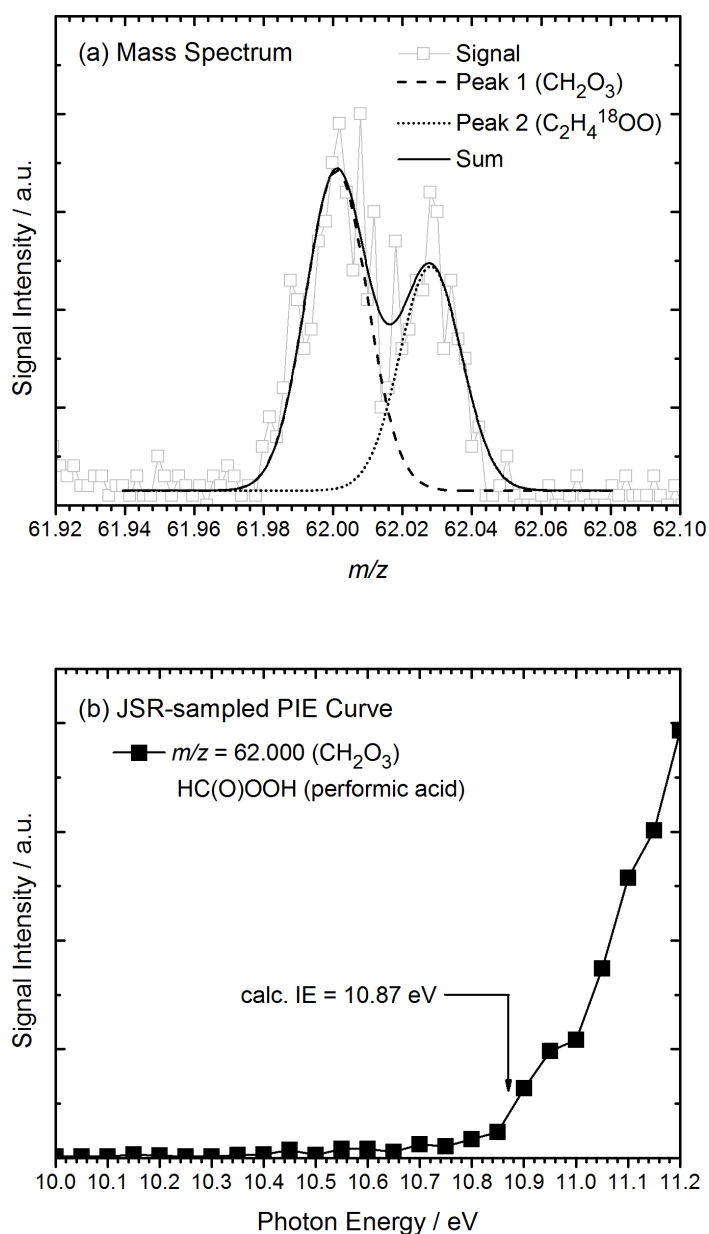 (a) Mass Spectrum
Signal
Peak 1 (CH₂O₃)
Peak 2 (C₂H₄¹⁸OO)
Sum
Signal Intensity / a.u.
61.92 61.94 61.96 61.98 62.00 62.02 62.04 62.06 62.08 62.10
m/z
(b) JSR-sampled PIE Curve
m/z = 62.000 (CH₂O₃)
HC(O)OOH (performic acid)
calc. IE = 10.87 eV
Signal Intensity / a.u.
10.0 10.1 10.2 10.3 10.4 10.5 10.6 10.7 10.8 10.9 11.0 11.1 11.2
Photon Energy / eV